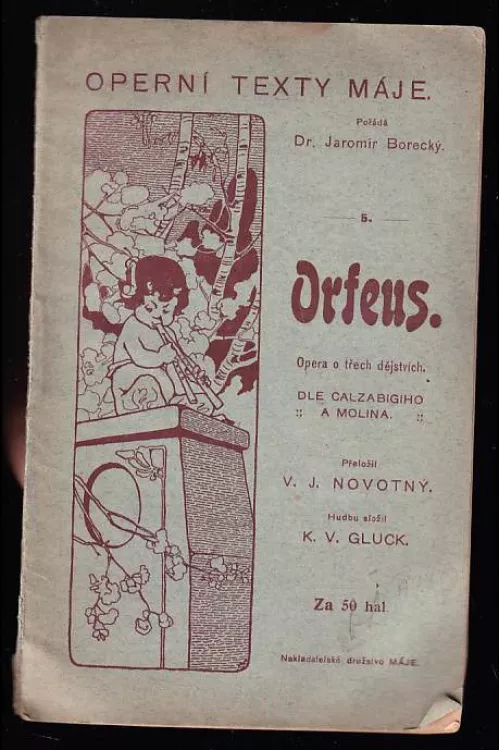 OPERNÍ TEXTY MÁJE.
Pořádá
Dr. Jaromír Borecký.
5.
Orfeus.
Opera o třech dějstvích.
DLE CALZABIGIHO
:: A MOLINA. ::
Přeložil
V. J. NOVOTNÝ.
Hudbu složil
K. V. GLUCK.
Za 50 hal
Nakladatelské družstvo MÁJE.